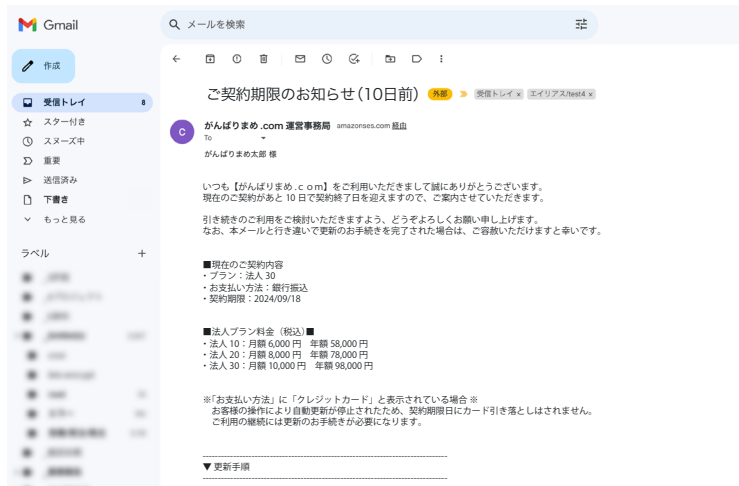 Gmail
メールを検索
作成
受信トレイ 8
スター付き
スヌーズ中
重要
送信済み
下書き
もっと見る
ラベル +
ご契約期限のお知らせ（10日前） 外部 受信トレイ x エイリアス/test4 x
C
がんばりまめ.com 運営事務局 amazonses.com 経由
To
がんばりまめ太郎 様
いつも【がんばりまめ．ｃｏｍ】をご利用いただきまして誠にありがとうございます。
現在のご契約があと 10 日で契約終了日を迎えますので、ご案内させていただきます。
引き続きのご利用をご検討いただきますよう、どうぞよろしくお願い申し上げます。
なお、本メールと行き違いで更新のお手続きを完了された場合は、ご容赦いただけますと幸いです。
■現在のご契約内容
・プラン：法人 30
・お支払い方法：銀行振込
・契約期限：2024/09/18
■法人プラン料金（税込）■
・法人 10：月額 6,000 円　年額 58,000 円
・法人 20：月額 8,000 円　年額 78,000 円
・法人 30：月額 10,000 円　年額 98,000 円
※「お支払い方法」に「クレジットカード」と表示されている場合 ※
お客様の操作により自動更新が停止されたため、契約期限日にカード引き落としはされません。
ご利用の継続には更新のお手続きが必要になります。
------------------------------------------------------------
▼ 更新手順
------------------------------------------------------------